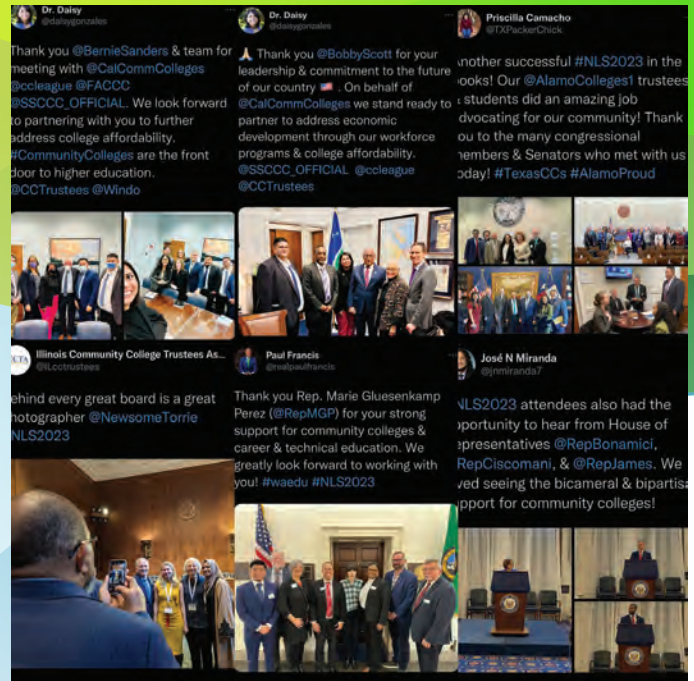 Dr. Daisy
@daisygonzales
Thank you @BernieSanders & team for
meeting with @CalCommColleges
@ccleague @FACCC
@SSCCC_OFFICIAL. We look forward
to partnering with you to further
address college affordability.
#CommunityColleges are the front
door to higher education.
@CCTrustees @Windo
Dr. Daisy
@daisygonzales
🙏 Thank you @BobbyScott for your
leadership & commitment to the future
of our country 🇺🇸 . On behalf of
@CalCommColleges we stand ready to
partner to address economic
development through our workforce
programs & college affordability.
@SSCCC_OFFICIAL @ccleague
@CCTrustees
Priscilla Camacho
@TXPackerChick
nother successful #NLS2023 in the
ooks! Our @AlamoColleges1 trustees
& students did an amazing job
dvocating for our community! Thank
ou to the many congressional
members & Senators who met with us
oday! #TexasCCs #AlamoProud
CTA
Illinois Community College Trustees As...
@ILcctrustees
ehind every great board is a great
hotographer @NewsomeTorrie
NLS2023
Paul Francis
@realpaulfrancis
Thank you Rep. Marie Gluesenkamp
Perez (@RepMGP) for your strong
support for community colleges &
career & technical education. We
greatly look forward to working with
you! #waedu #NLS2023
José N Miranda
@jnmiranda7
NLS2023 attendees also had the
pportunity to hear from House of
epresentatives @RepBonamici,
RepCiscomani, & @RepJames. We
ved seeing the bicameral & bipartisa
pport for community colleges!